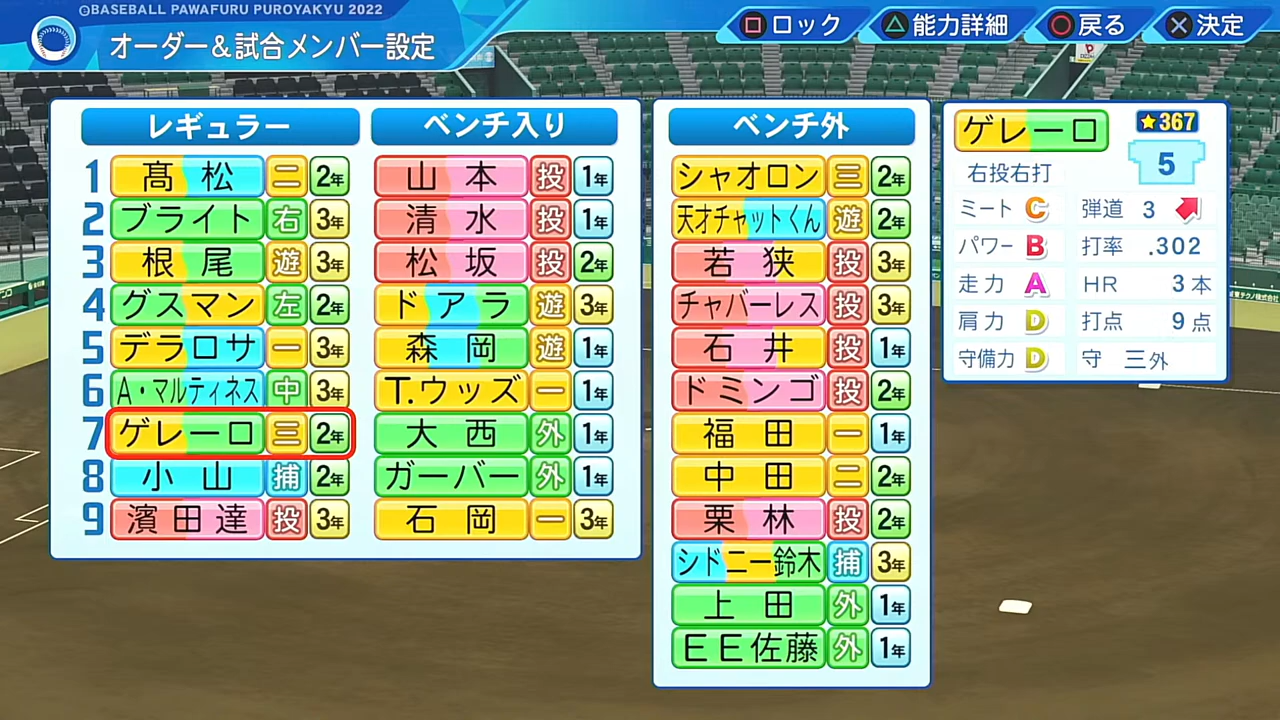 ©BASEBALL PAWAFURU PUROYAKYU 2022
オーダー&試合メンバー設定
□ロック △能力詳細 ○戻る ×決定
レギュラー
1 髙松 二 2年
2 ブライト 右 3年
3 根尾 遊 3年
4 グスマン 左 2年
5 デラロサ 一 3年
6 A・マルティネス 中 3年
7 ゲレーロ 三 2年
8 小山 捕 2年
9 濱田達 投 3年
ベンチ入り
山本 投 1年
清水 投 1年
松坂 投 2年
ドアラ 遊 3年
森岡 遊 1年
T.ウッズ 一 1年
大西 外 1年
ガーバー 外 1年
石岡 一 3年
ベンチ外
シャオロン 三 2年
天才チャットくん 遊 2年
若狭 投 3年
チャバーレス 投 3年
石井 投 1年
ドミンゴ 投 2年
福田 一 1年
中田 二 2年
栗林 投 2年
シドニー鈴木 捕 3年
上田 外 1年
EE佐藤 外 1年
ゲレーロ ★367
右投右打 5
ミート C 弾道 3
パワー B 打率 .302
走力 A HR 3本
肩力 D 打点 9点
守備力 D 守 三外